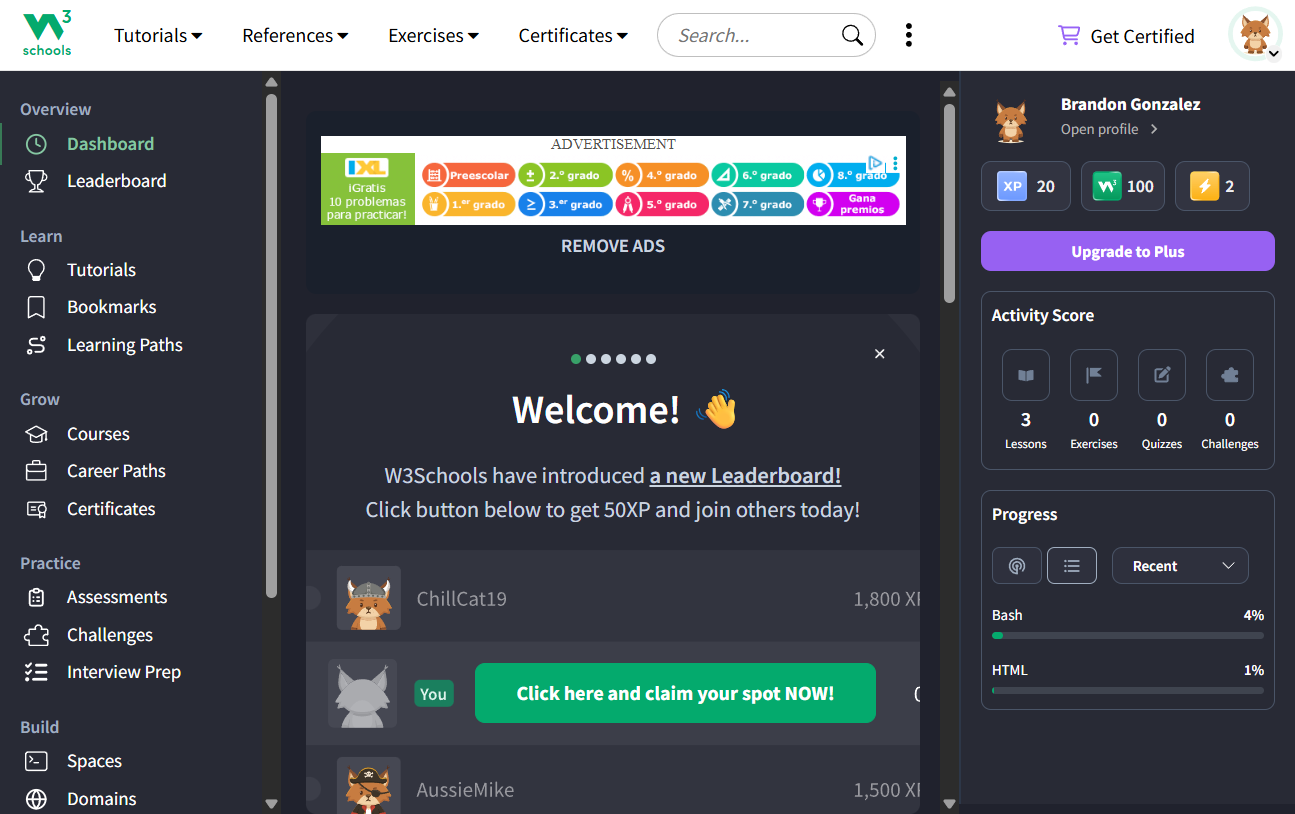 W3
schools
Tutorials
References
Exercises
Certificates
Search...
Get Certified
Overview
Dashboard
Leaderboard
Learn
Tutorials
Bookmarks
Learning Paths
Grow
Courses
Career Paths
Certificates
Practice
Assessments
Challenges
Interview Prep
Build
Spaces
Domains
ADVERTISEMENT
IXL
¡Gratis
10 problemas
para practicar!
Preescolar
2.º grado
4.º grado
6.º grado
8.º grado
1.er grado
3.er grado
5.º grado
7.º grado
Gana
premios
REMOVE ADS
Welcome!
W3Schools have introduced a new Leaderboard!
Click button below to get 50XP and join others today!
ChillCat19 1,800 XP
You Click here and claim your spot NOW!
AussieMike 1,500 XP
Brandon Gonzalez
Open profile
XP 20
W3 100
2
Upgrade to Plus
Activity Score
3 0 0 0
Lessons Exercises Quizzes Challenges
Progress
Recent
Bash 4%
HTML 1%